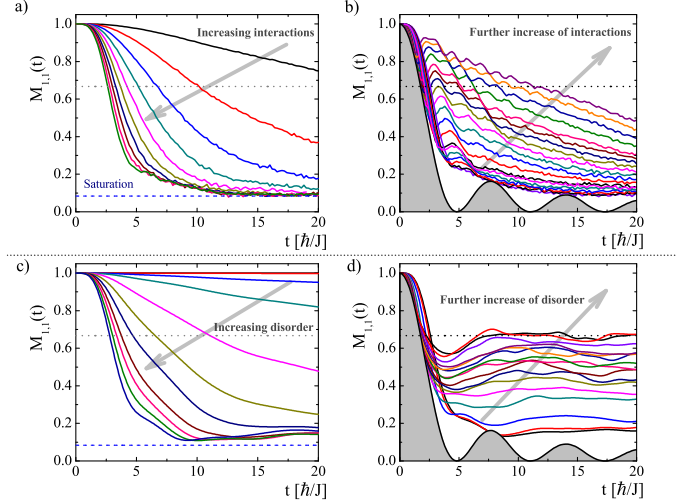 a)
Increasing interactions
M1,1(t)
Saturation
1.0
0.8
0.6
0.4
0.2
0.0
0 5 10 15 20
t [ℏ/J]
b)
Further increase of interactions
M1,1(t)
1.0
0.8
0.6
0.4
0.2
0.0
0 5 10 15 20
t [ℏ/J]
c)
Increasing disorder
M1,1(t)
1.0
0.8
0.6
0.4
0.2
0.0
0 5 10 15 20
t [ℏ/J]
d)
Further increase of disorder
M1,1(t)
1.0
0.8
0.6
0.4
0.2
0.0
0 5 10 15 20
t [ℏ/J]